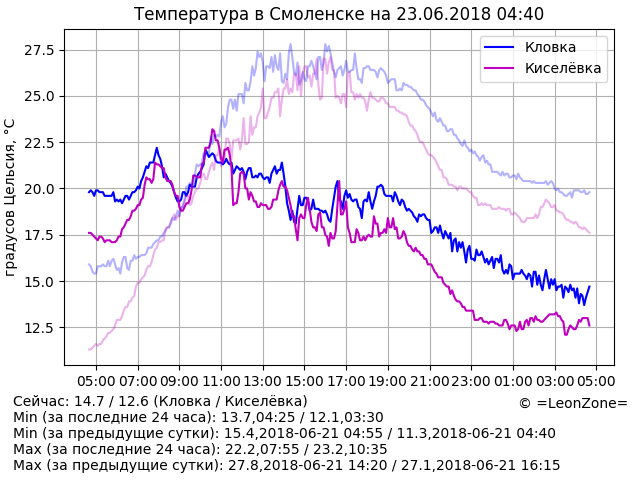 Температура в Смоленске на 23.06.2018 04:40
Кловка
Киселёвка
градусов Цельсия, °C
27.5
25.0
22.5
20.0
17.5
15.0
12.5
05:00 07:00 09:00 11:00 13:00 15:00 17:00 19:00 21:00 23:00 01:00 03:00 05:00
Сейчас: 14.7 / 12.6 (Кловка / Киселёвка)
© =LeonZone=
Min (за последние 24 часа): 13.7,04:25 / 12.1,03:30
Min (за предыдущие сутки): 15.4,2018-06-21 04:55 / 11.3,2018-06-21 04:40
Max (за последние 24 часа): 22.2,07:55 / 23.2,10:35
Max (за предыдущие сутки): 27.8,2018-06-21 14:20 / 27.1,2018-06-21 16:15